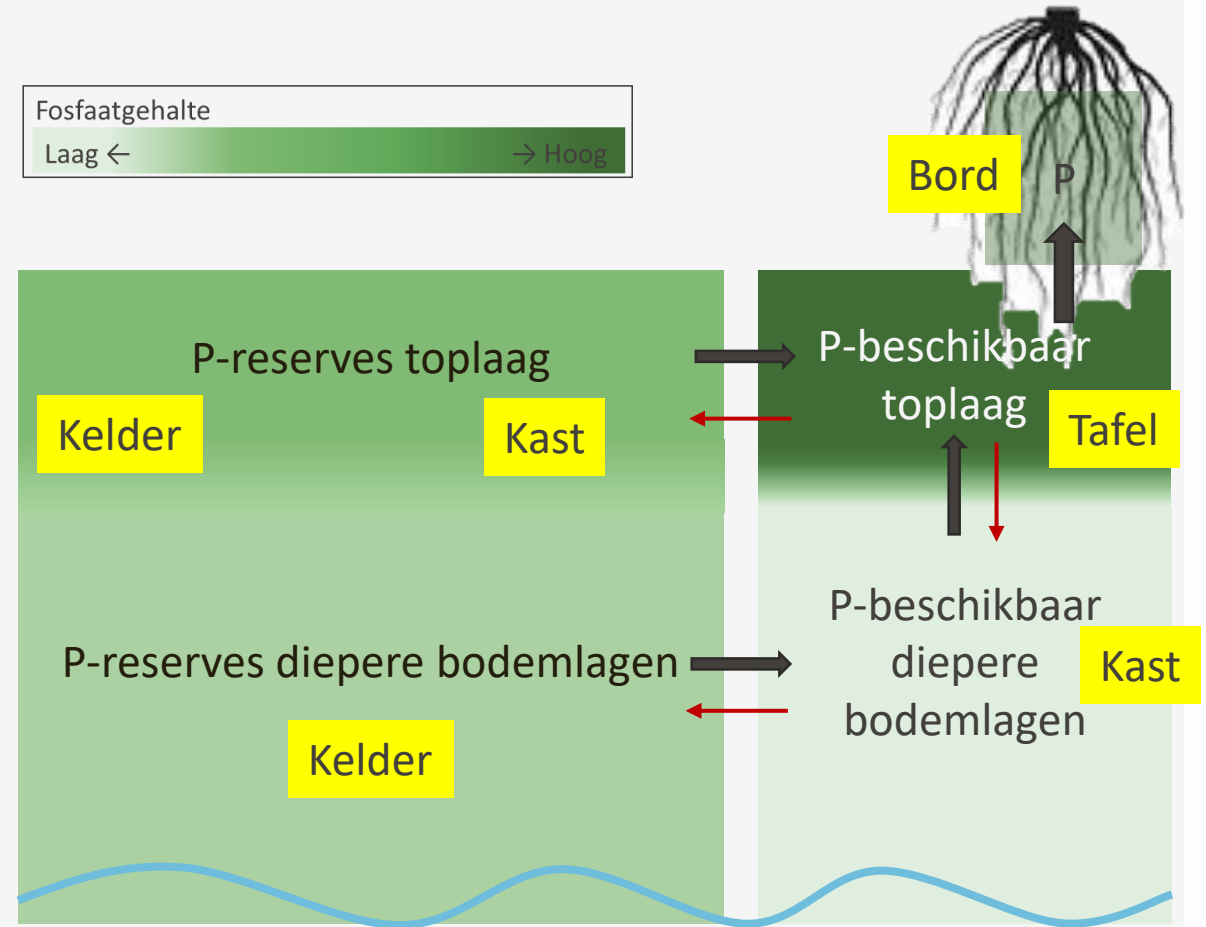 Fosfaatgehalte
Laag ← → Hoog
Bord
P
P-reserves toplaag
Kelder
Kast
P-beschikbaar
toplaag
Tafel
P-reserves diepere bodemlagen
Kelder
P-beschikbaar
diepere
bodemlagen
Kast